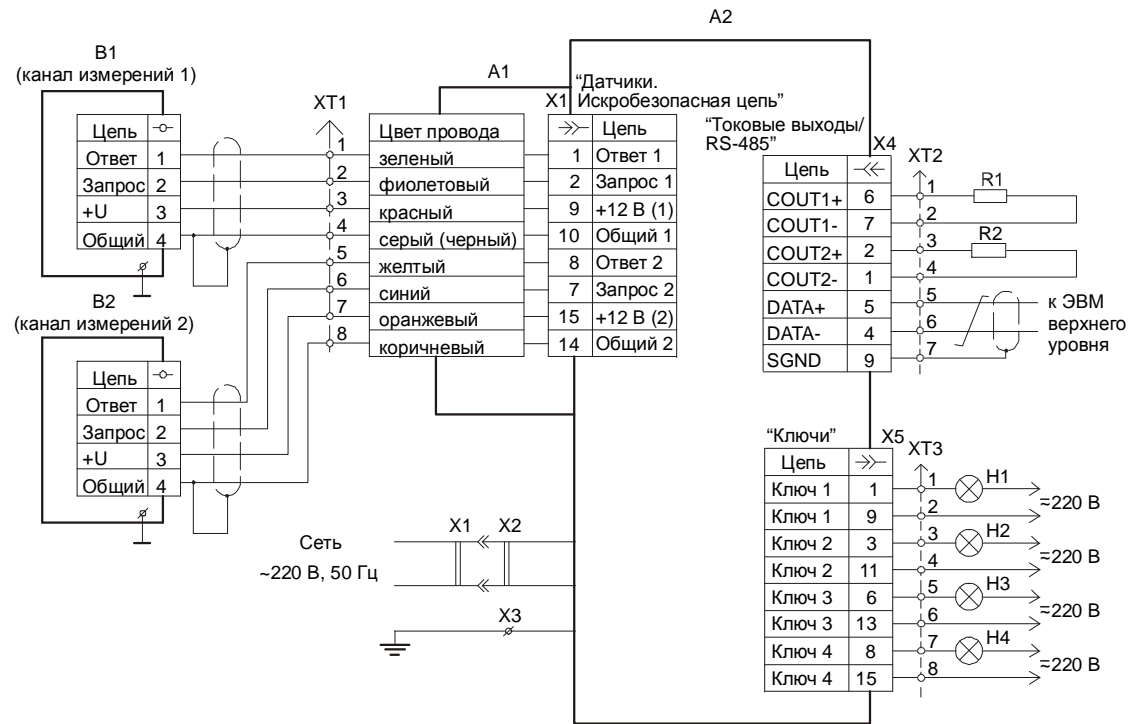 A2
B1
(канал измерений 1)
A1
"Датчики.
Искробезопасная цепь"
XT1
X1
Цепь
Ответ 1
Запрос 2
+U 3
Общий 4
1
2
3
4
5
6
7
8
Цвет провода
зеленый
фиолетовый
красный
серый (черный)
желтый
синий
оранжевый
коричневый
Цепь
1 Ответ 1
2 Запрос 1
9 +12 В (1)
10 Общий 1
8 Ответ 2
7 Запрос 2
15 +12 В (2)
14 Общий 2
"Токовые выходы/
RS-485"
X4
XT2
Цепь
COUT1+ 6
COUT1- 7
COUT2+ 2
COUT2- 1
DATA+ 5
DATA- 4
SGND 9
1
2
3
4
5
6
7
R1
R2
к ЭВМ
верхнего
уровня
B2
(канал измерений 2)
Цепь
Ответ 1
Запрос 2
+U 3
Общий 4
Сеть
~220 В, 50 Гц
X1 X2
X3
"Ключи"
X5
XT3
Цепь
Ключ 1 1
Ключ 1 9
Ключ 2 3
Ключ 2 11
Ключ 3 6
Ключ 3 13
Ключ 4 8
Ключ 4 15
1
2
3
4
5
6
7
8
H1
≂220 В
H2
≂220 В
H3
≂220 В
H4
≂220 В